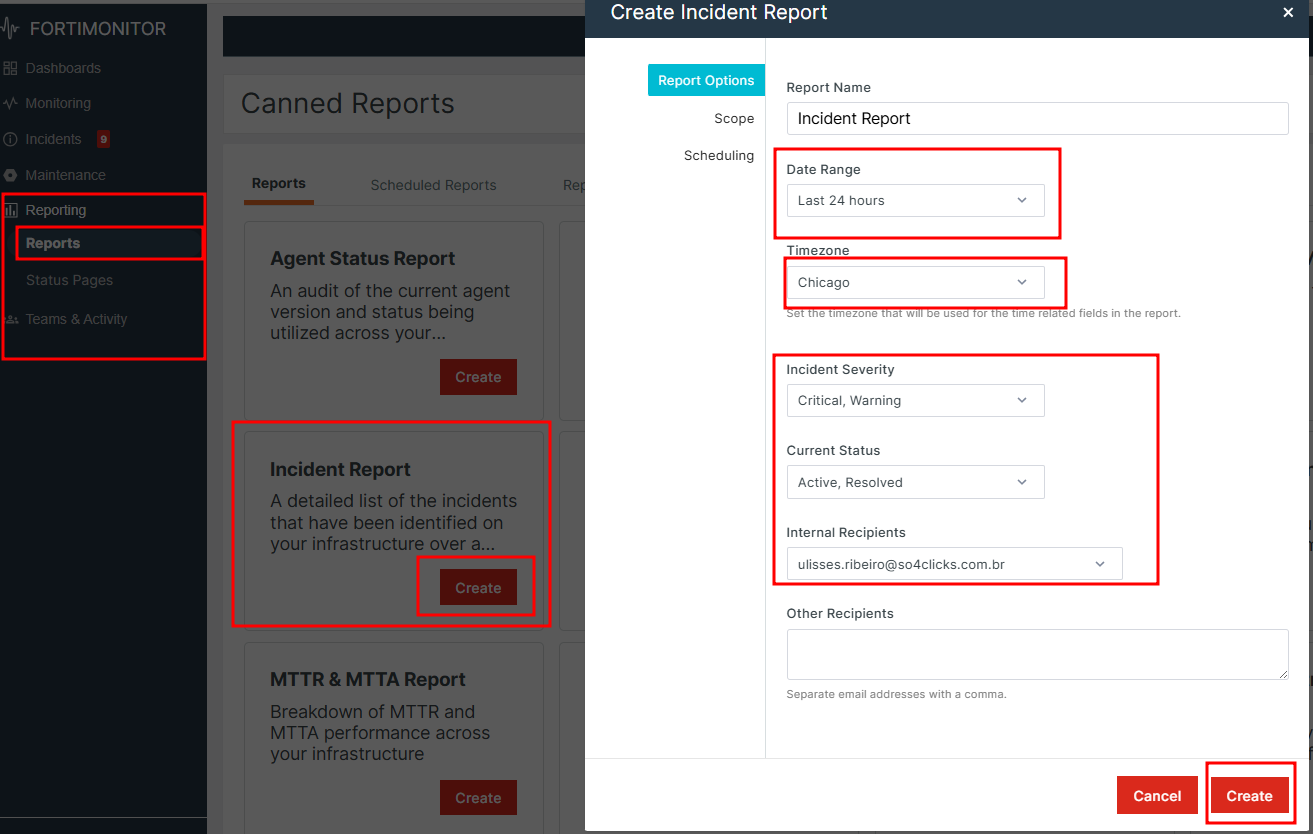 FORTIMONITOR
Dashboards
Monitoring
Incidents 9
Maintenance
Reporting
Reports
Status Pages
Teams & Activity
Canned Reports
Reports Scheduled Reports
Agent Status Report
An audit of the current agent
version and status being
utilized across your...
Create
Incident Report
A detailed list of the incidents
that have been identified on
your infrastructure over a...
Create
MTTR & MTTA Report
Breakdown of MTTR and
MTTA performance across
your infrastructure
Create
Create Incident Report
Report Options
Scope
Scheduling
Report Name
Incident Report
Date Range
Last 24 hours
Timezone
Chicago
Set the timezone that will be used for the time related fields in the report.
Incident Severity
Critical, Warning
Current Status
Active, Resolved
Internal Recipients
ulisses.ribeiro@so4clicks.com.br
Other Recipients
Separate email addresses with a comma.
Cancel Create